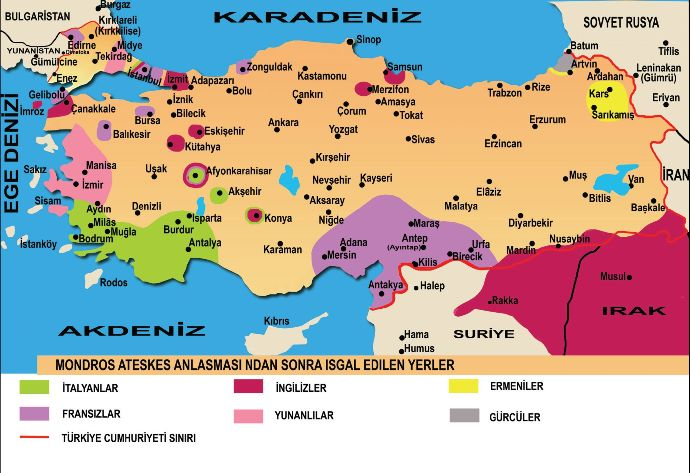 BULGARİSTAN
Burgaz
KARADENİZ
SOVYET RUSYA
Kırklareli
(Kırkkilise)
Edirne
YUNANİSTAN
Dimetoka
Midye
Gümülcine
Tekirdağ
İstanbul
Enez
Gelibolu
İmroz
Çanakkale
İzmit
Adapazarı
Zonguldak
Bolu
Kastamonu
Sinop
Samsun
Merzifon
Amasya
Çankırı
Çorum
Tokat
Trabzon
Rize
Batum
Artvin
Ardahan
Kars
Sarıkamış
Tiflis
Leninakan
(Gümrü)
Erivan
İznik
Bilecik
Bursa
Balıkesir
Eskişehir
Kütahya
Ankara
Yozgat
Sivas
Erzincan
Erzurum
EGE DENİZİ
Sakız
Manisa
İzmir
Uşak
Afyonkarahisar
Kırşehir
Nevşehir
Kayseri
Akşehir
Aksaray
Elâziz
Muş
Van
Bitlis
İRAN
Sisam
Aydın
Denizli
Isparta
Burdur
Konya
Niğde
Malatya
Diyarbekir
Başkale
Milâs
Muğla
Bodrum
Antalya
Karaman
Adana
Mersin
Maraş
Antep
(Ayıntap)
Urfa
Birecik
Kilis
Mardin
Nusaybin
İstanköy
Rodos
Antakya
Halep
Rakka
Musul
IRAK
AKDENİZ
Kıbrıs
Hama
Humus
SURİYE
MONDROS ATESKES ANLASMASI NDAN SONRA ISGAL EDILEN YERLER
İTALYANLAR
İNGİLİZLER
ERMENİLER
FRANSIZLAR
YUNANLILAR
GÜRCÜLER
TÜRKİYE CUMHURİYETİ SINIRI